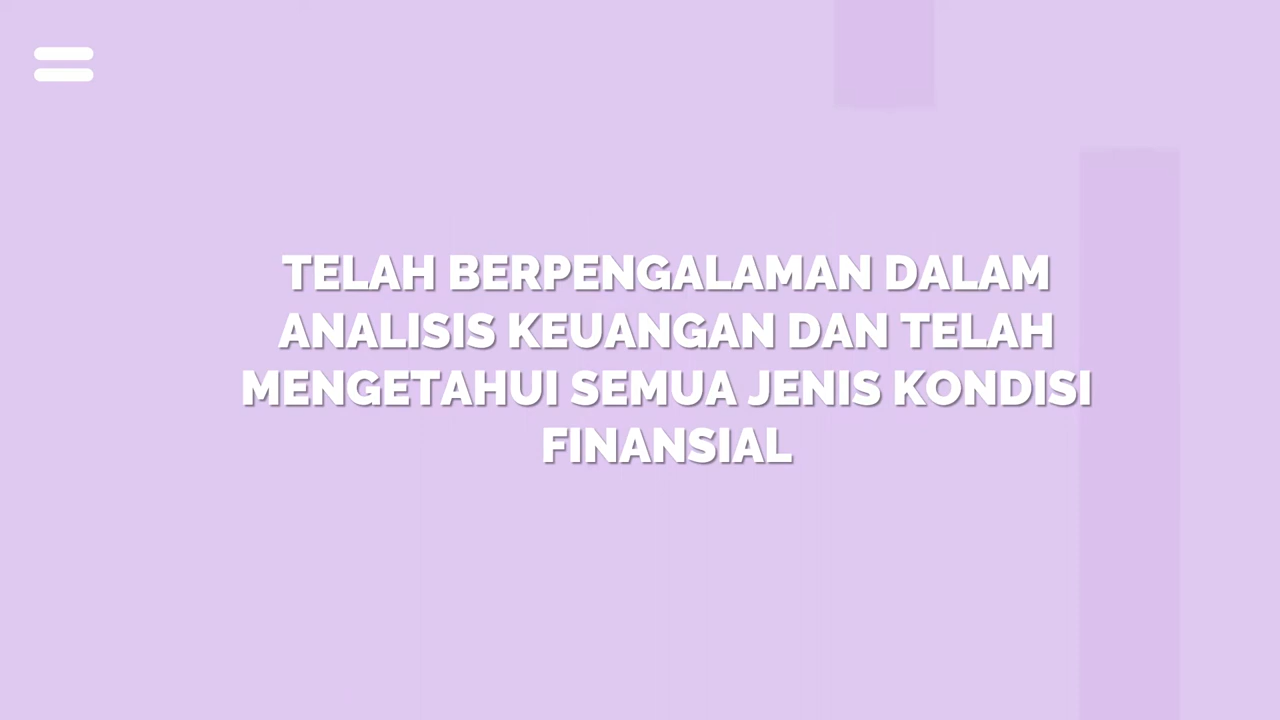 TELAH BERPENGALAMAN DALAM
ANALISIS KEUANGAN DAN TELAH
MENGETAHUI SEMUA JENIS KONDISI
FINANSIAL